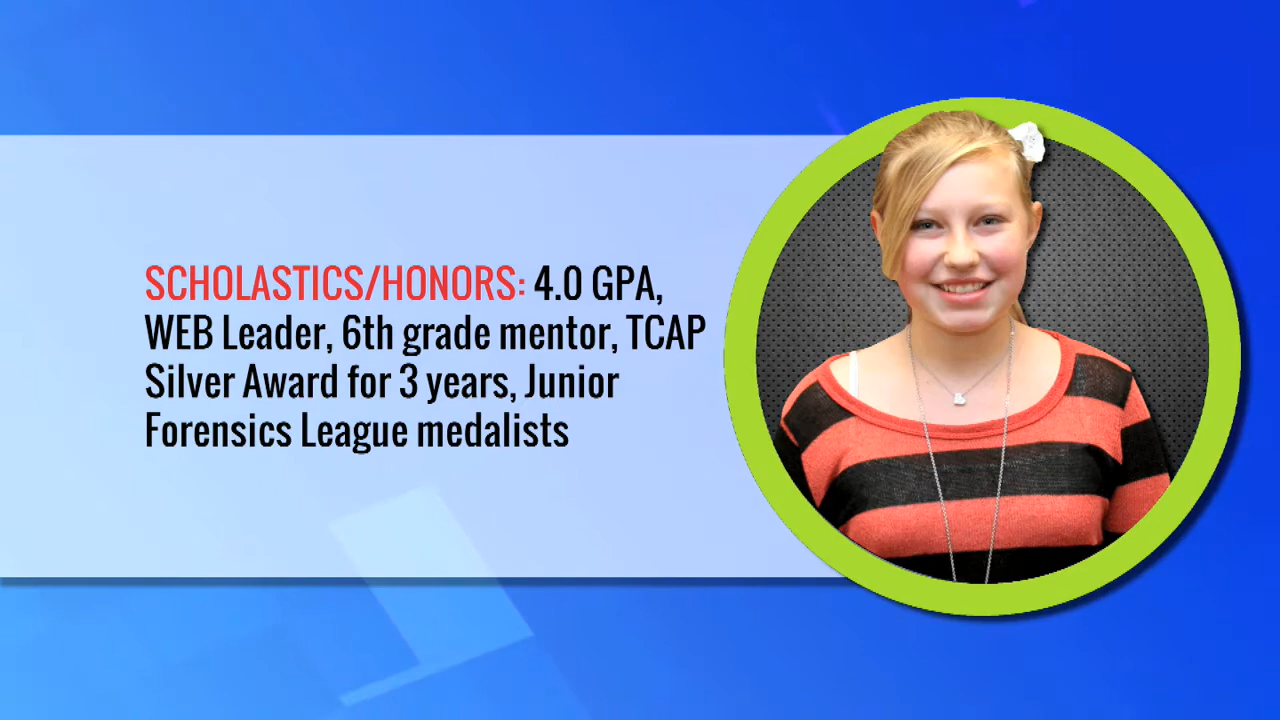 SCHOLASTICS/HONORS: 4.0 GPA,
WEB Leader, 6th grade mentor, TCAP
Silver Award for 3 years, Junior
Forensics League medalists